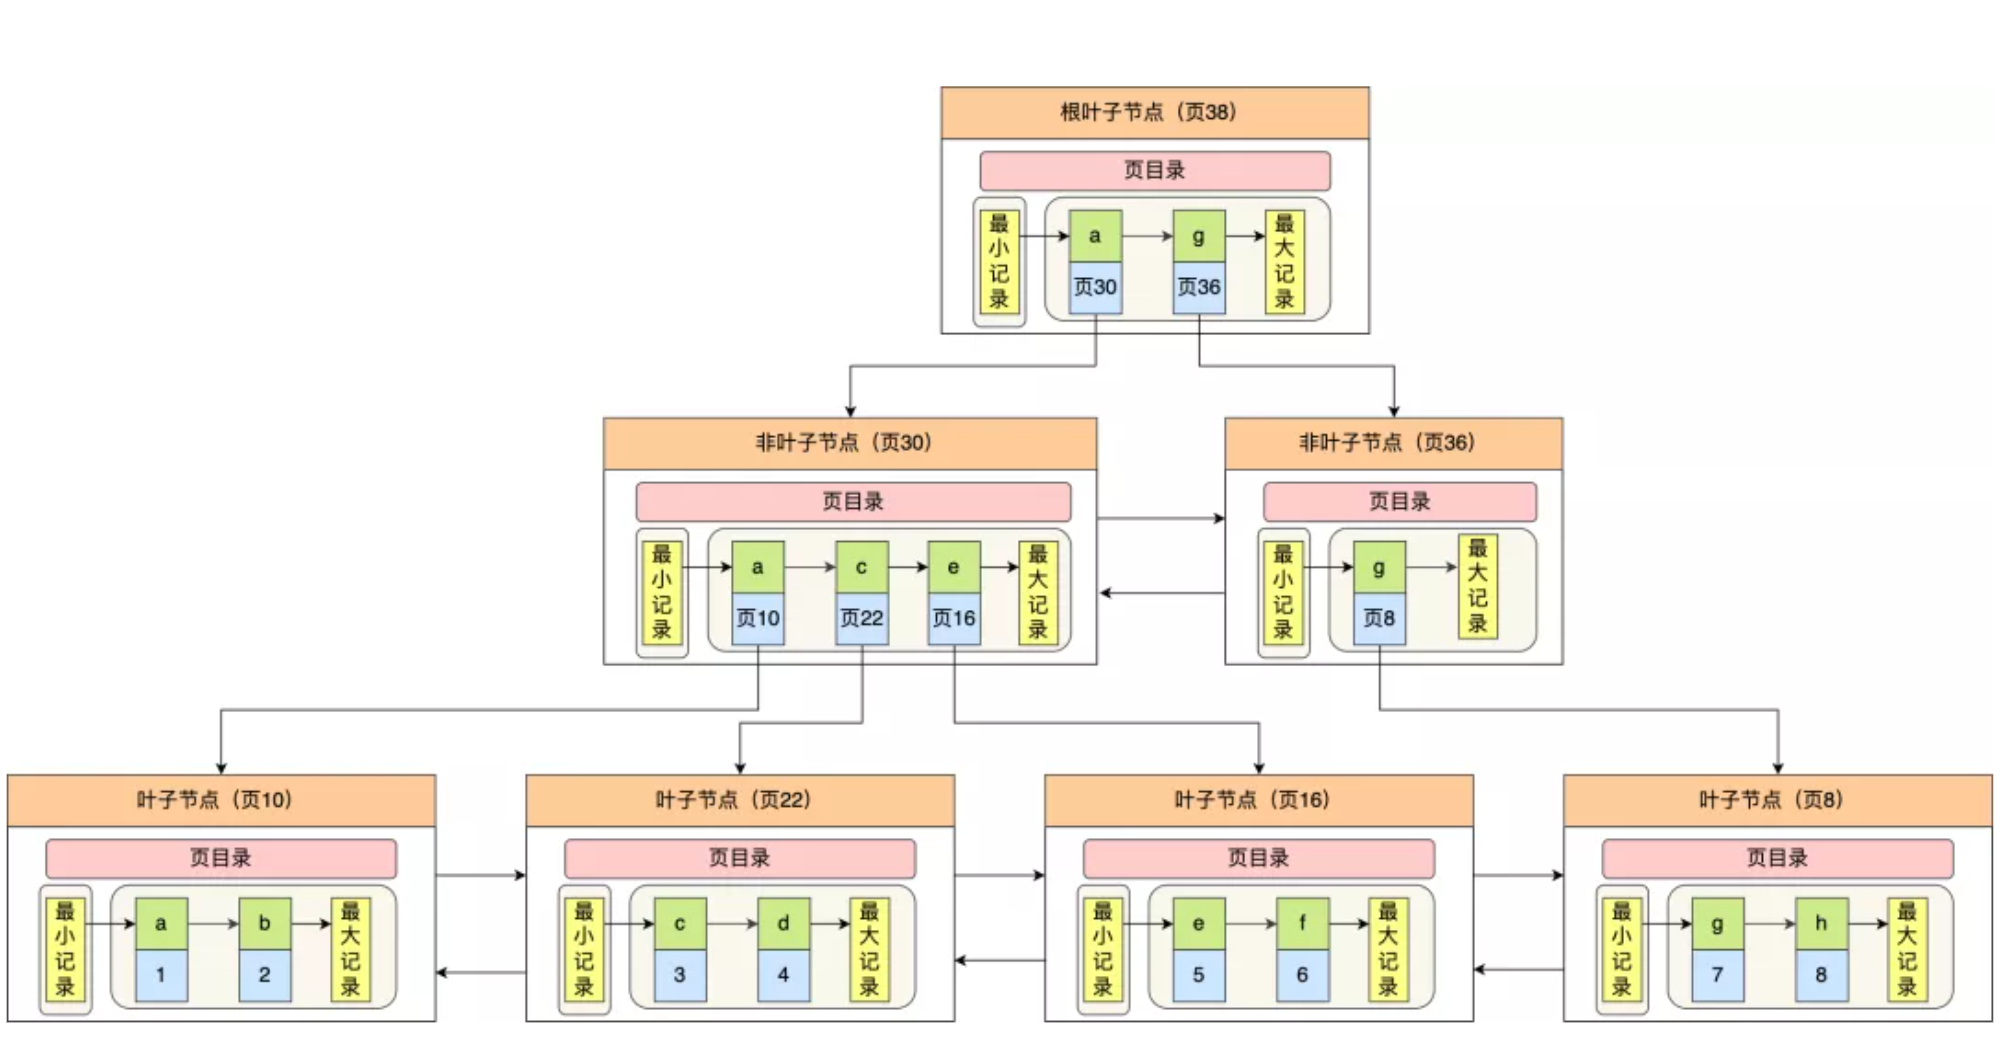 根叶子节点（页38）
页目录
最小记录
a
g
最大记录
页30
页36
非叶子节点（页30）
页目录
最小记录
a
c
e
最大记录
页10
页22
页16
非叶子节点（页36）
页目录
最小记录
g
最大记录
页8
叶子节点（页10）
页目录
最小记录
a
b
最大记录
1
2
叶子节点（页22）
页目录
最小记录
c
d
最大记录
3
4
叶子节点（页16）
页目录
最小记录
e
f
最大记录
5
6
叶子节点（页8）
页目录
最小记录
g
h
最大记录
7
8